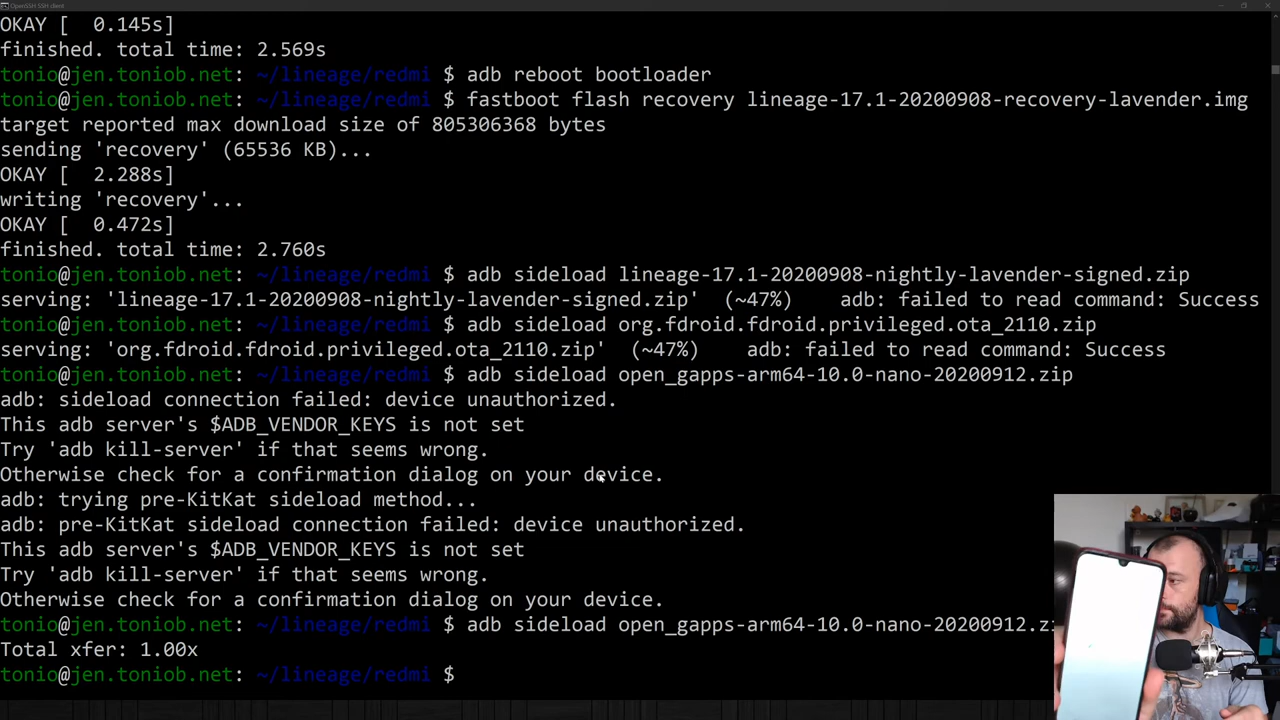 OpenSSH SSH client
OKAY [  0.145s]
finished. total time: 2.569s
tonio@jen.toniob.net: ~/lineage/redmi $ adb reboot bootloader
tonio@jen.toniob.net: ~/lineage/redmi $ fastboot flash recovery lineage-17.1-20200908-recovery-lavender.img
target reported max download size of 805306368 bytes
sending 'recovery' (65536 KB)...
OKAY [  2.288s]
writing 'recovery'...
OKAY [  0.472s]
finished. total time: 2.760s
tonio@jen.toniob.net: ~/lineage/redmi $ adb sideload lineage-17.1-20200908-nightly-lavender-signed.zip
serving: 'lineage-17.1-20200908-nightly-lavender-signed.zip'  (~47%)    adb: failed to read command: Success
tonio@jen.toniob.net: ~/lineage/redmi $ adb sideload org.fdroid.fdroid.privileged.ota_2110.zip
serving: 'org.fdroid.fdroid.privileged.ota_2110.zip'  (~47%)    adb: failed to read command: Success
tonio@jen.toniob.net: ~/lineage/redmi $ adb sideload open_gapps-arm64-10.0-nano-20200912.zip
adb: sideload connection failed: device unauthorized.
This adb server's $ADB_VENDOR_KEYS is not set
Try 'adb kill-server' if that seems wrong.
Otherwise check for a confirmation dialog on your device.
adb: trying pre-KitKat sideload method...
adb: pre-KitKat sideload connection failed: device unauthorized.
This adb server's $ADB_VENDOR_KEYS is not set
Try 'adb kill-server' if that seems wrong.
Otherwise check for a confirmation dialog on your device.
tonio@jen.toniob.net: ~/lineage/redmi $ adb sideload open_gapps-arm64-10.0-nano-20200912.z
Total xfer: 1.00x
tonio@jen.toniob.net: ~/lineage/redmi $